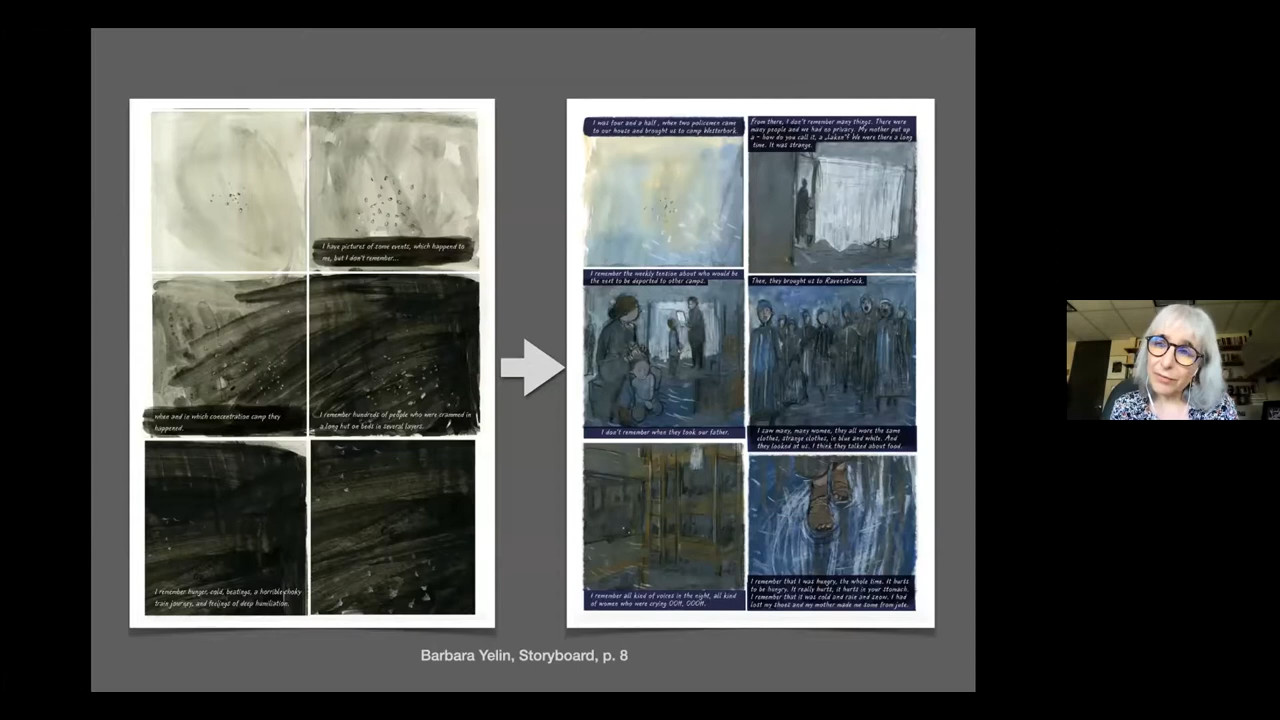 I have pictures of some events, which happend to
me, but I don't remember...
when and in which concentration camp they
happened.
I remember hundreds of people who were crammed in
a long hut on beds in several layers.
I remember hunger, cold, beatings, a horrible choky
train journey, and feelings of deep humiliation.
I was four and a half , when two policemen came
to our house and brought us to camp Westerbork.
From there, I don't remember many things. There were
many people and we had no privacy. My mother put up
a - how do you call it, a „Laken"? We were there a long
time. It was strange.
I remember the weekly tension about who would be
the next to be deported to other camps.
I don't remember when they took our father.
Then, they brought us to Ravensbrück.
I saw many, many women, they all wore the same
clothes, strange clothes, in blue and white. And
they looked at us. I think they talked about food.
I remember all kind of voices in the night, all kind
of women who were crying OOH, OOOH.
I remember that I was hungry, the whole time. It hurts
to be hungry. It really hurts, it hurts in your stomach.
I remember that it was cold and rain and snow. I had
lost my shoes and my mother made me some from jute.
Barbara Yelin, Storyboard, p. 8